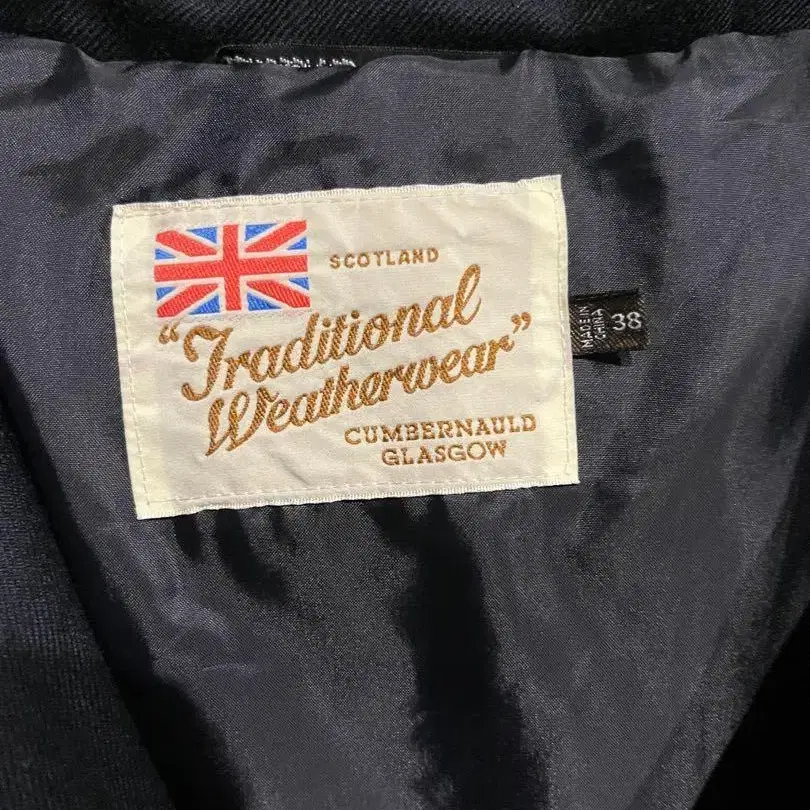 SCOTLAND
“Traditional
Weatherwear”
CUMBERNAULD
GLASGOW
MADE IN
CHINA
38